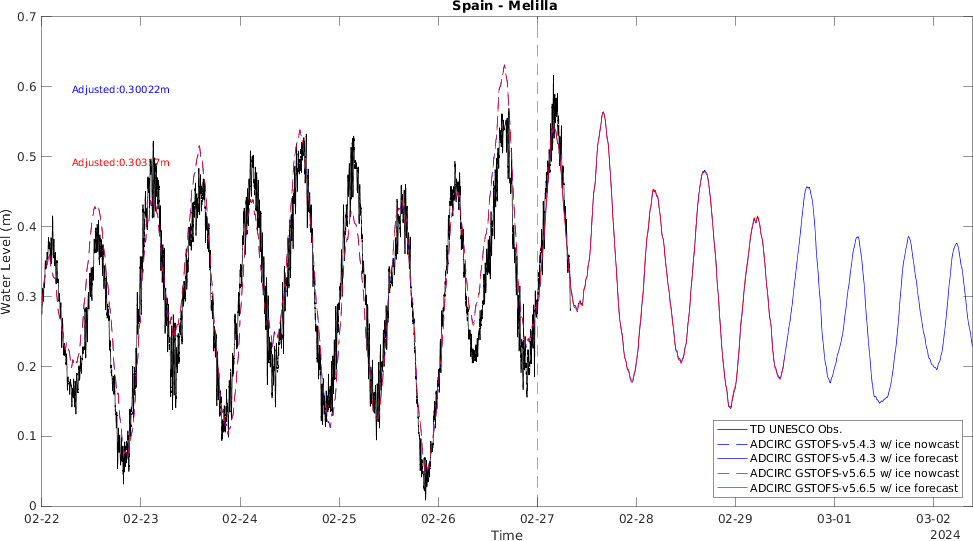 Spain - Melilla
0.7
0.6
0.5
0.4
0.3
0.2
0.1
0
Water Level (m)
Adjusted:0.30022m
TD UNESCO Obs.
ADCIRC GSTOFS-v5.4.3 w/ ice nowcast
ADCIRC GSTOFS-v5.4.3 w/ ice forecast
ADCIRC GSTOFS-v5.6.5 w/ ice nowcast
ADCIRC GSTOFS-v5.6.5 w/ ice forecast
02-22 02-23 02-24 02-25 02-26 02-27 02-28 02-29 03-01 03-02
2024
Time